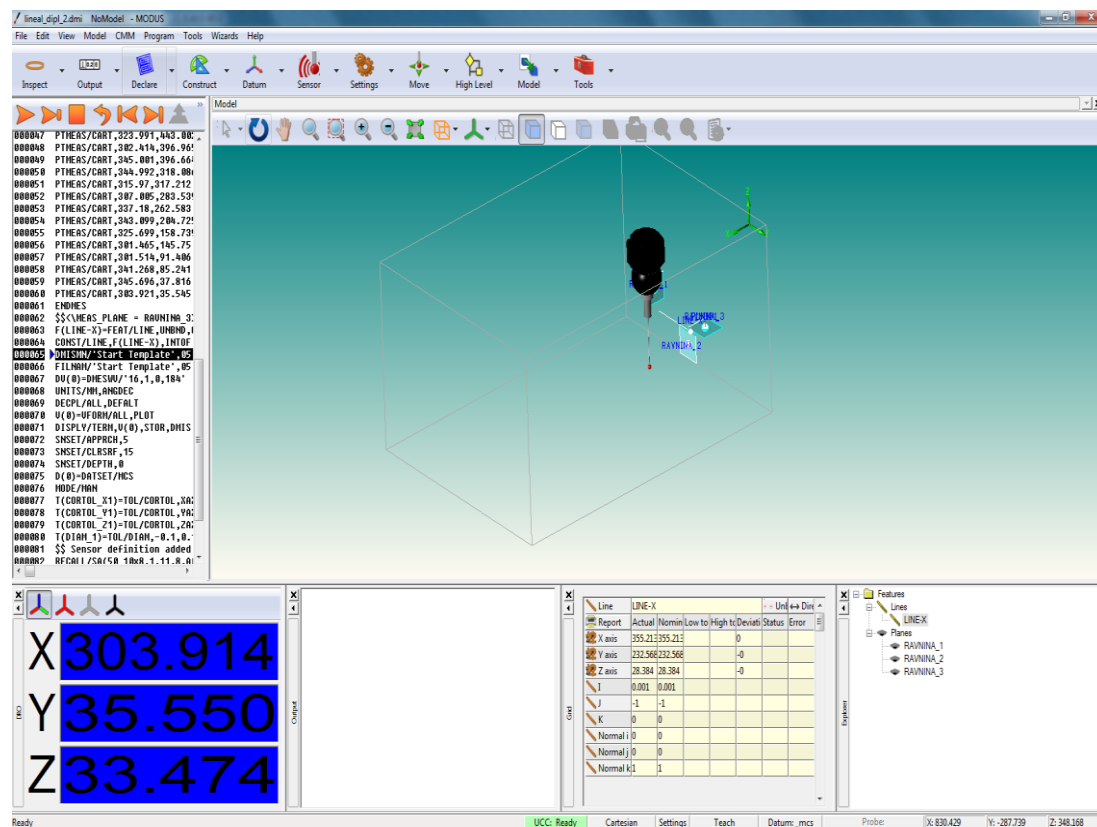 lineal_dipl_2.dmi NoModel - MODUS
File Edit View Model CMM Program Tools Wizards Help
Inspect Output Declare Construct Datum Sensor Settings Move High Level Model Tools
Model
000047 PTMEAS/CART,323.991,443.00
000048 PTMEAS/CART,302.414,396.96
000049 PTMEAS/CART,345.001,396.66
000050 PTMEAS/CART,344.992,318.08
000051 PTMEAS/CART,315.97,317.212
000052 PTMEAS/CART,307.005,283.53
000053 PTMEAS/CART,337.18,262.583
000054 PTMEAS/CART,343.099,204.72
000055 PTMEAS/CART,325.699,158.73
000056 PTMEAS/CART,301.465,145.75
000057 PTMEAS/CART,301.514,91.406
000058 PTMEAS/CART,341.268,85.241
000059 PTMEAS/CART,345.696,37.816
000060 PTMEAS/CART,303.921,35.545
000061 ENDMES
000062 $$<\MEAS_PLANE = RAVNINA_3
000063 F(LINE-X)=FEAT/LINE,UNBND,
000064 CONST/LINE,F(LINE-X),INTOF
000065 DMISMN/'Start Template',05
000066 FILNAM/'Start Template',05
000067 DV(0)=DMESWV/'16,1,0,184'
000068 UNITS/MM,ANGDEC
000069 DECPL/ALL,DEFALT
000070 V(0)=VFORM/ALL,PLOT
000071 DISPLY/TERM,V(0),STOR,DMIS
000072 SNSET/APPRCH,5
000073 SNSET/CLRSRF,15
000074 SNSET/DEPTH,0
000075 D(0)=DATSET/MCS
000076 MODE/MAN
000077 T(CORTOL_X1)=TOL/CORTOL,XA
000078 T(CORTOL_Y1)=TOL/CORTOL,YA
000079 T(CORTOL_Z1)=TOL/CORTOL,ZA
000080 T(DIAM_1)=TOL/DIAM,-0.1,0.
000081 $$ Sensor definition added
000082 RECALL/SA(50_10x8.1.11.8.A
Z
RAVNINA_2
X 303.914
Y 35.550
Z 33.474
DRO
Output
Grid
Line LINE-X Unl Dire
Report Actual Nomin Low to High to Deviati Status Error
X axis 355.213 355.213 0
Y axis 232.568 232.568 -0
Z axis 28.384 28.384 -0
I 0.001 0.001
J -1 -1
K 0 0
Normal i 0 0
Normal j 0 0
Normal k 1 1
Explorer
Features
Lines
LINE-X
Planes
RAVNINA_1
RAVNINA_2
RAVNINA_3
Ready UCC: Ready Cartesian Settings Teach Datum: _mcs Probe: X: 830.429 Y: -287.739 Z: 348.168